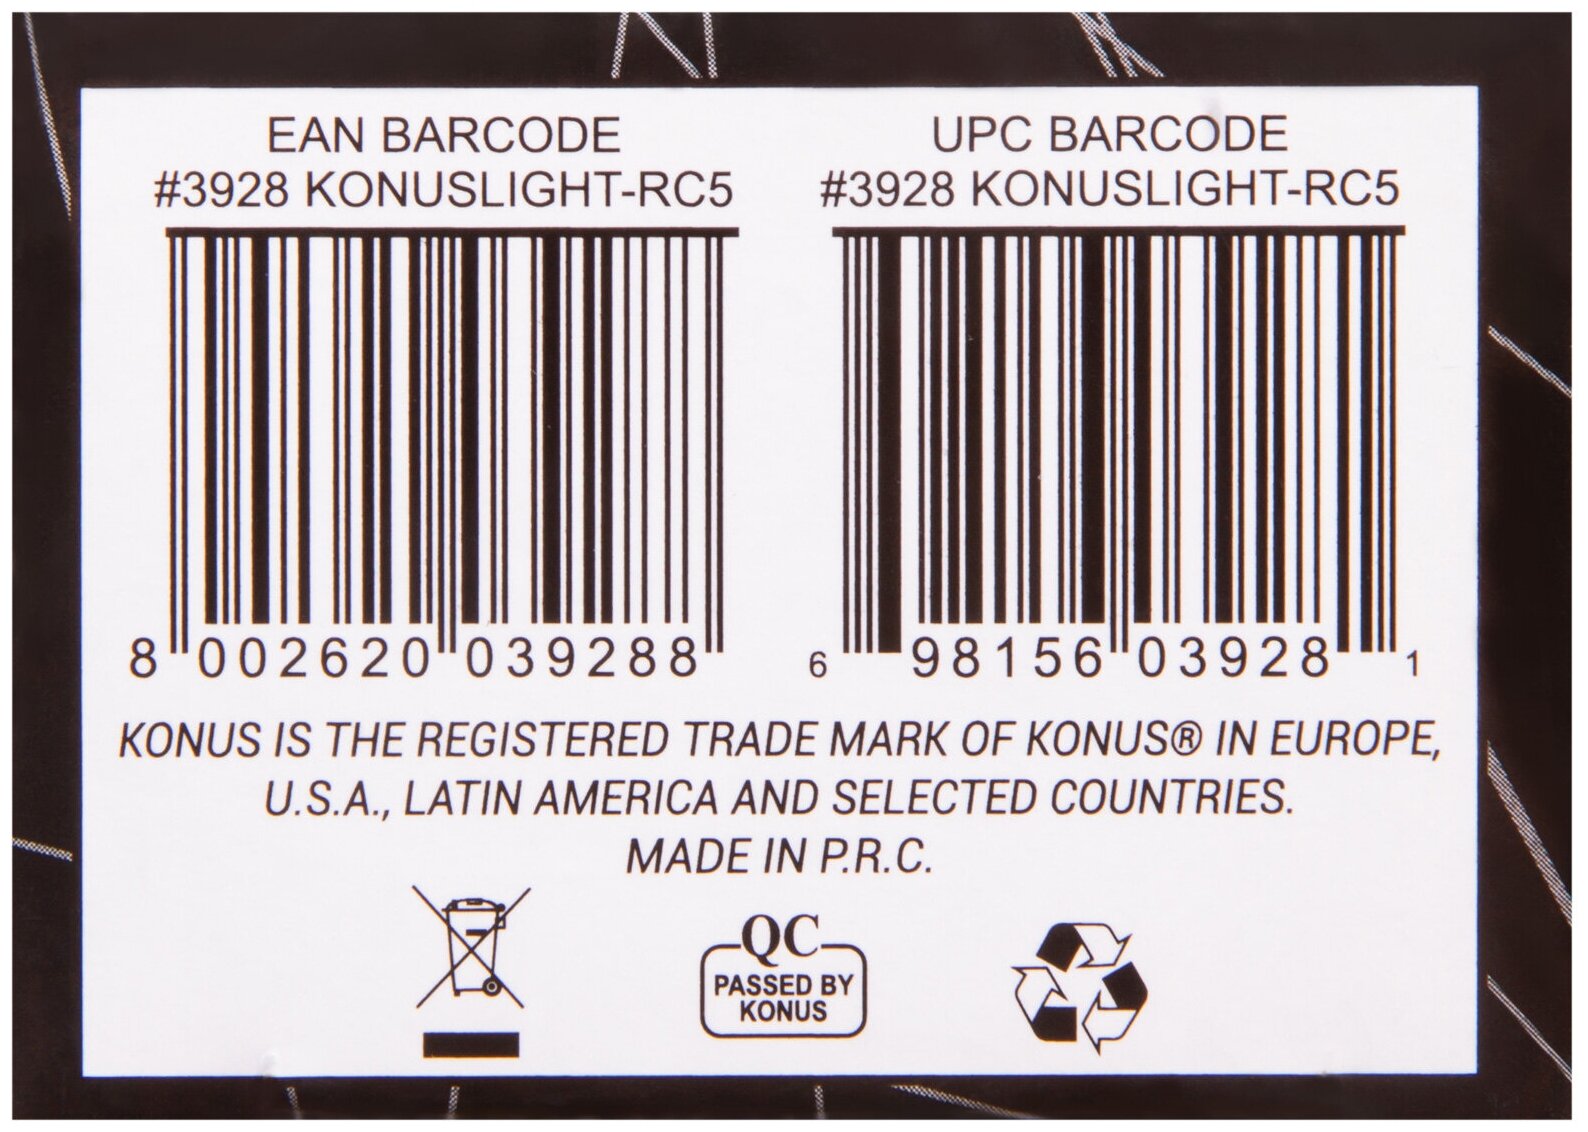 EAN BARCODE
#3928 KONUSLIGHT-RC5
8 002620 039288
UPC BARCODE
#3928 KONUSLIGHT-RC5
6 98156 03928 1
KONUS IS THE REGISTERED TRADE MARK OF KONUS® IN EUROPE,
U.S.A., LATIN AMERICA AND SELECTED COUNTRIES.
MADE IN P.R.C.
QC
PASSED BY
KONUS